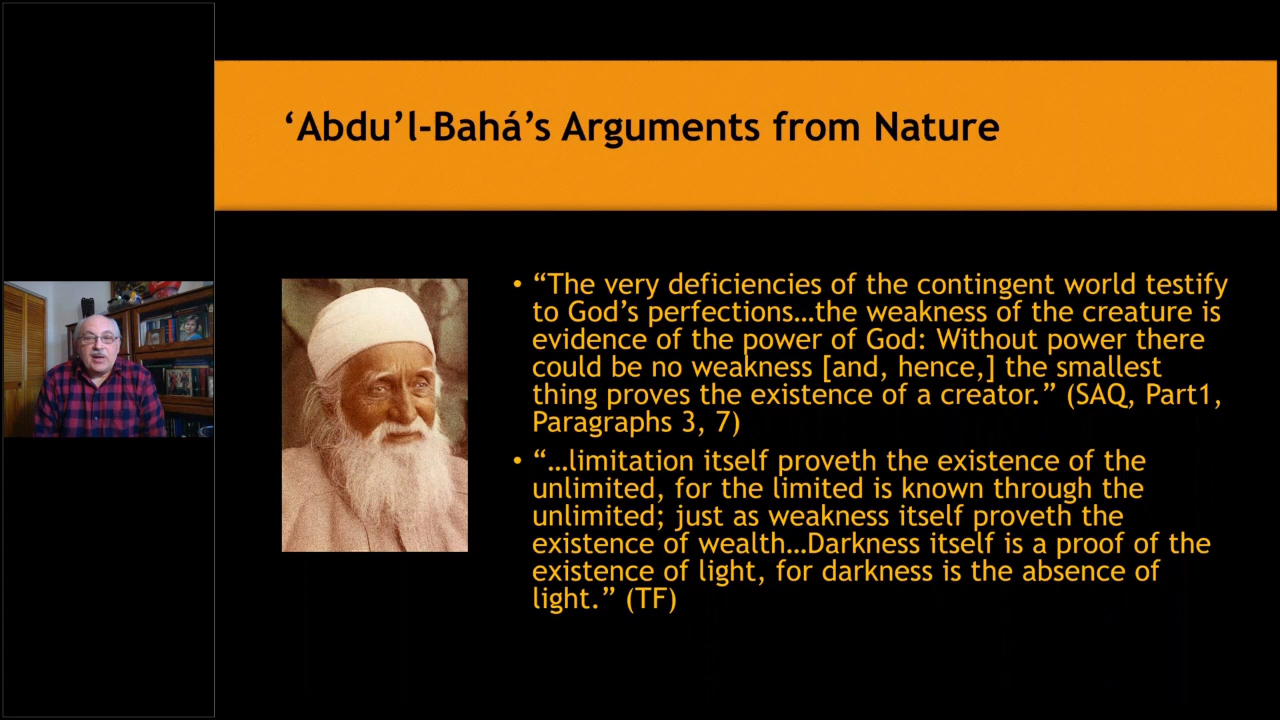 ‘Abdu’l-Bahá’s Arguments from Nature
• “The very deficiencies of the contingent world testify
to God’s perfections…the weakness of the creature is
evidence of the power of God: Without power there
could be no weakness [and, hence,] the smallest
thing proves the existence of a creator.” (SAQ, Part1,
Paragraphs 3, 7)
• “…limitation itself proveth the existence of the
unlimited, for the limited is known through the
unlimited; just as weakness itself proveth the
existence of wealth…Darkness itself is a proof of the
existence of light, for darkness is the absence of
light.” (TF)